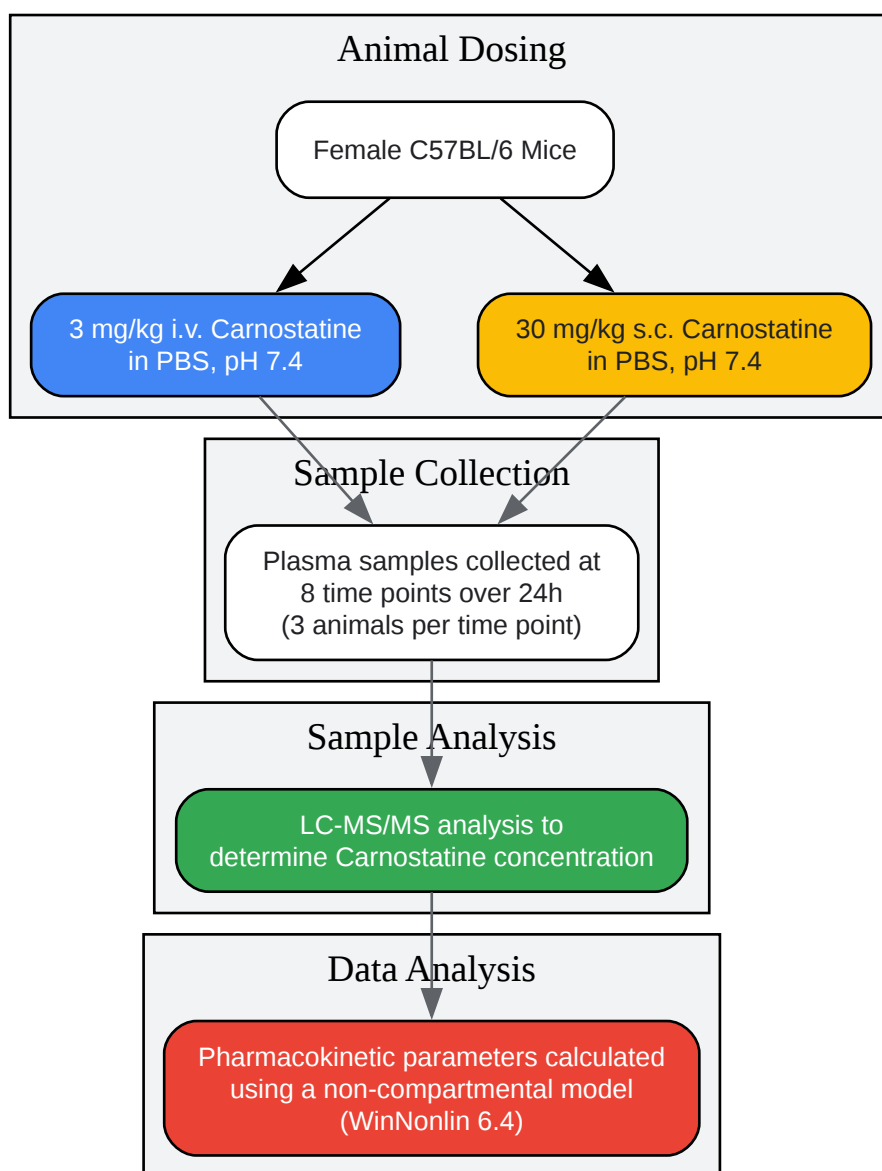 Animal Dosing
Female C57BL/6 Mice
3 mg/kg i.v. Carnostatine
in PBS, pH 7.4
30 mg/kg s.c. Carnostatine
in PBS, pH 7.4
Sample Collection
Plasma samples collected at
8 time points over 24h
(3 animals per time point)
Sample Analysis
LC-MS/MS analysis to
determine Carnostatine concentration
Data Analysis
Pharmacokinetic parameters calculated
using a non-compartmental model
(WinNonlin 6.4)